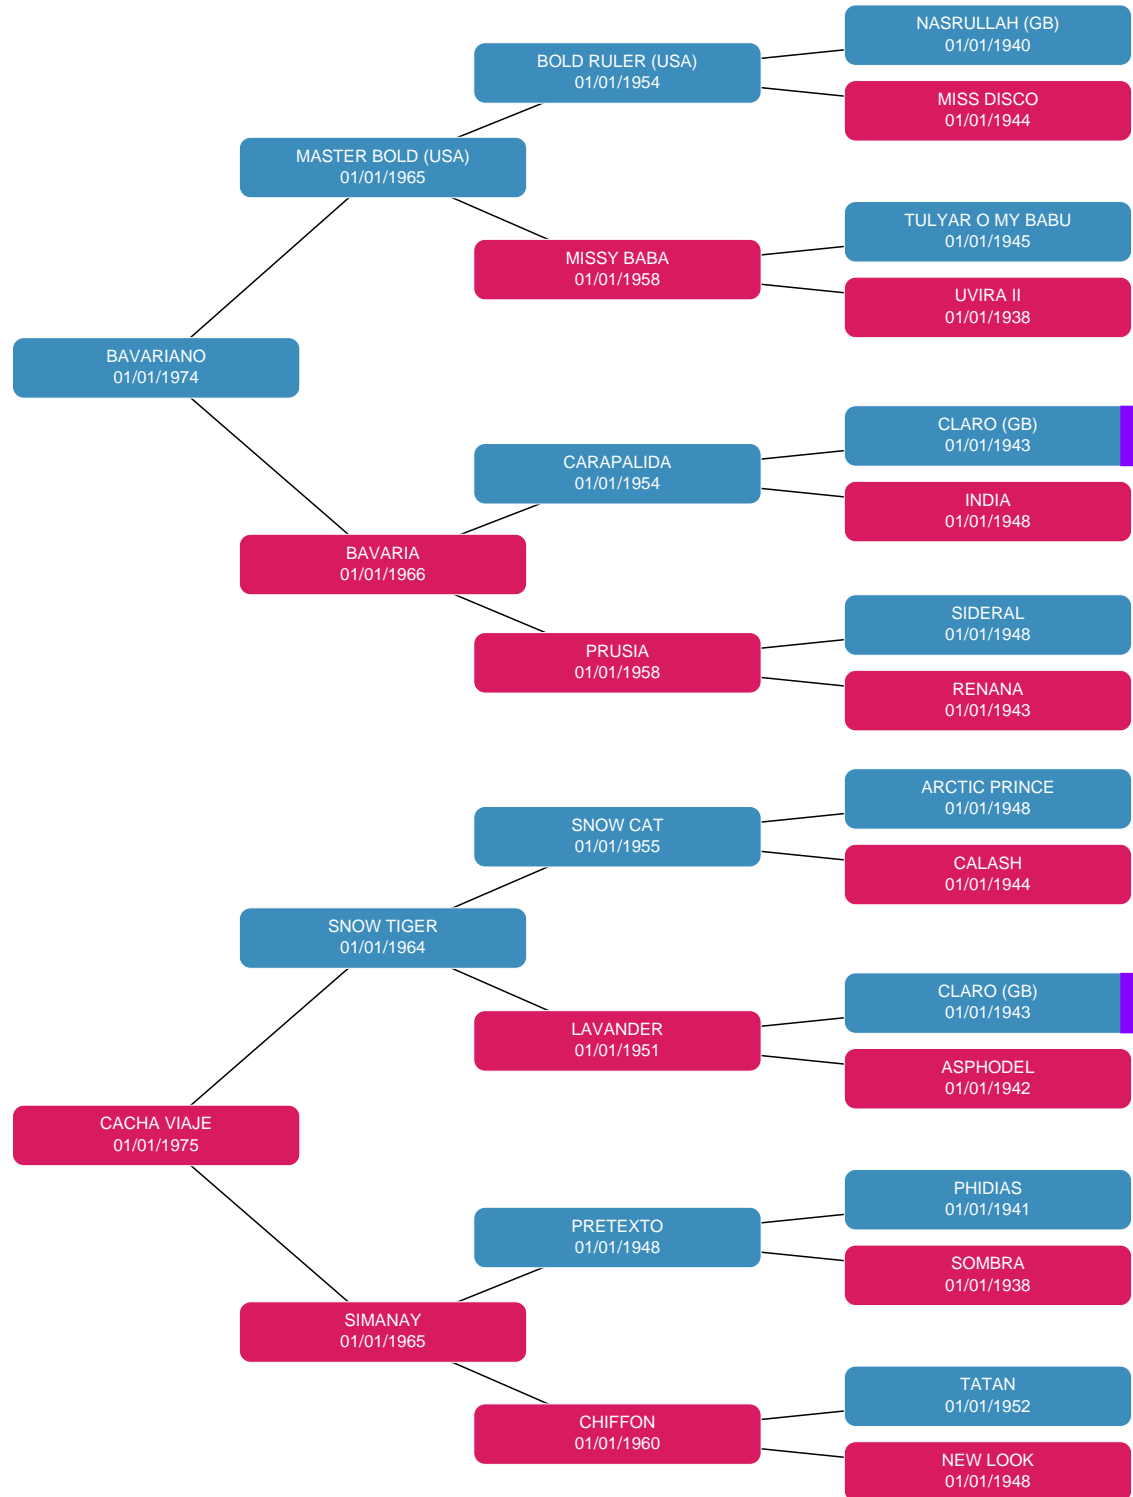 NASRULLAH (GB)
01/01/1940
BOLD RULER (USA)
01/01/1954
MISS DISCO
01/01/1944
MASTER BOLD (USA)
01/01/1965
TULYAR O MY BABU
01/01/1945
MISSY BABA
01/01/1958
UVIRA II
01/01/1938
BAVARIANO
01/01/1974
CLARO (GB)
01/01/1943
CARAPALIDA
01/01/1954
INDIA
01/01/1948
BAVARIA
01/01/1966
SIDERAL
01/01/1948
PRUSIA
01/01/1958
RENANA
01/01/1943
ARCTIC PRINCE
01/01/1948
SNOW CAT
01/01/1955
CALASH
01/01/1944
SNOW TIGER
01/01/1964
CLARO (GB)
01/01/1943
LAVANDER
01/01/1951
ASPHODEL
01/01/1942
CACHA VIAJE
01/01/1975
PHIDIAS
01/01/1941
PRETEXTO
01/01/1948
SOMBRA
01/01/1938
SIMANAY
01/01/1965
TATAN
01/01/1952
CHIFFON
01/01/1960
NEW LOOK
01/01/1948